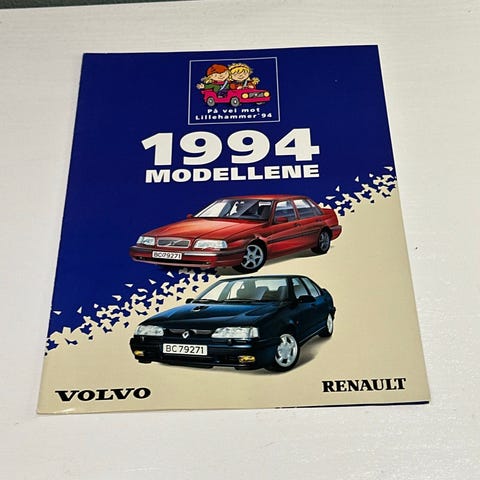 På vei mot
Lillehammer'94
1994
MODELLENE
BC79271
BC79271
VOLVO
RENAULT